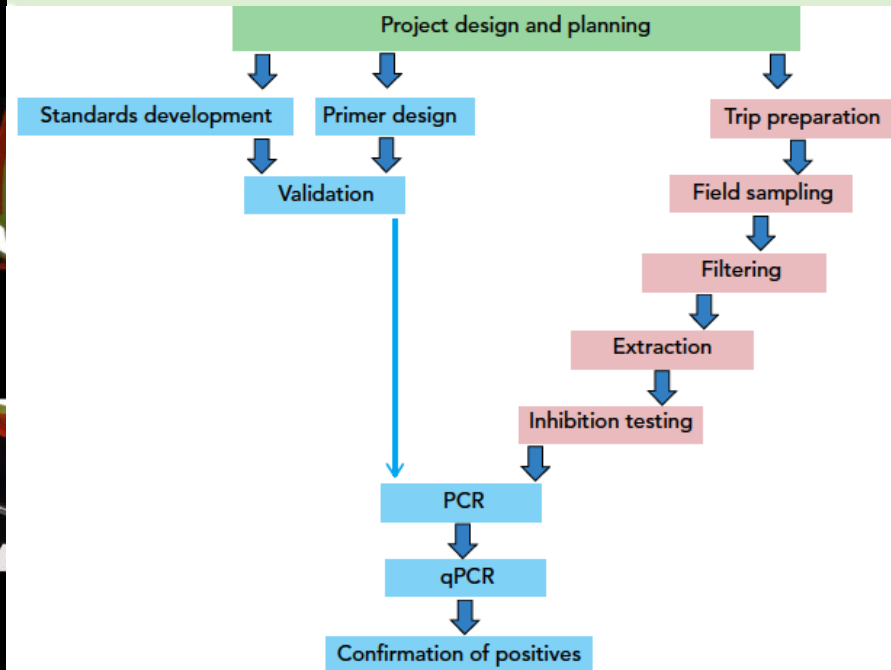 Project design and planning
Standards development
Primer design
Trip preparation
Validation
Field sampling
Filtering
Extraction
Inhibition testing
PCR
qPCR
Confirmation of positives